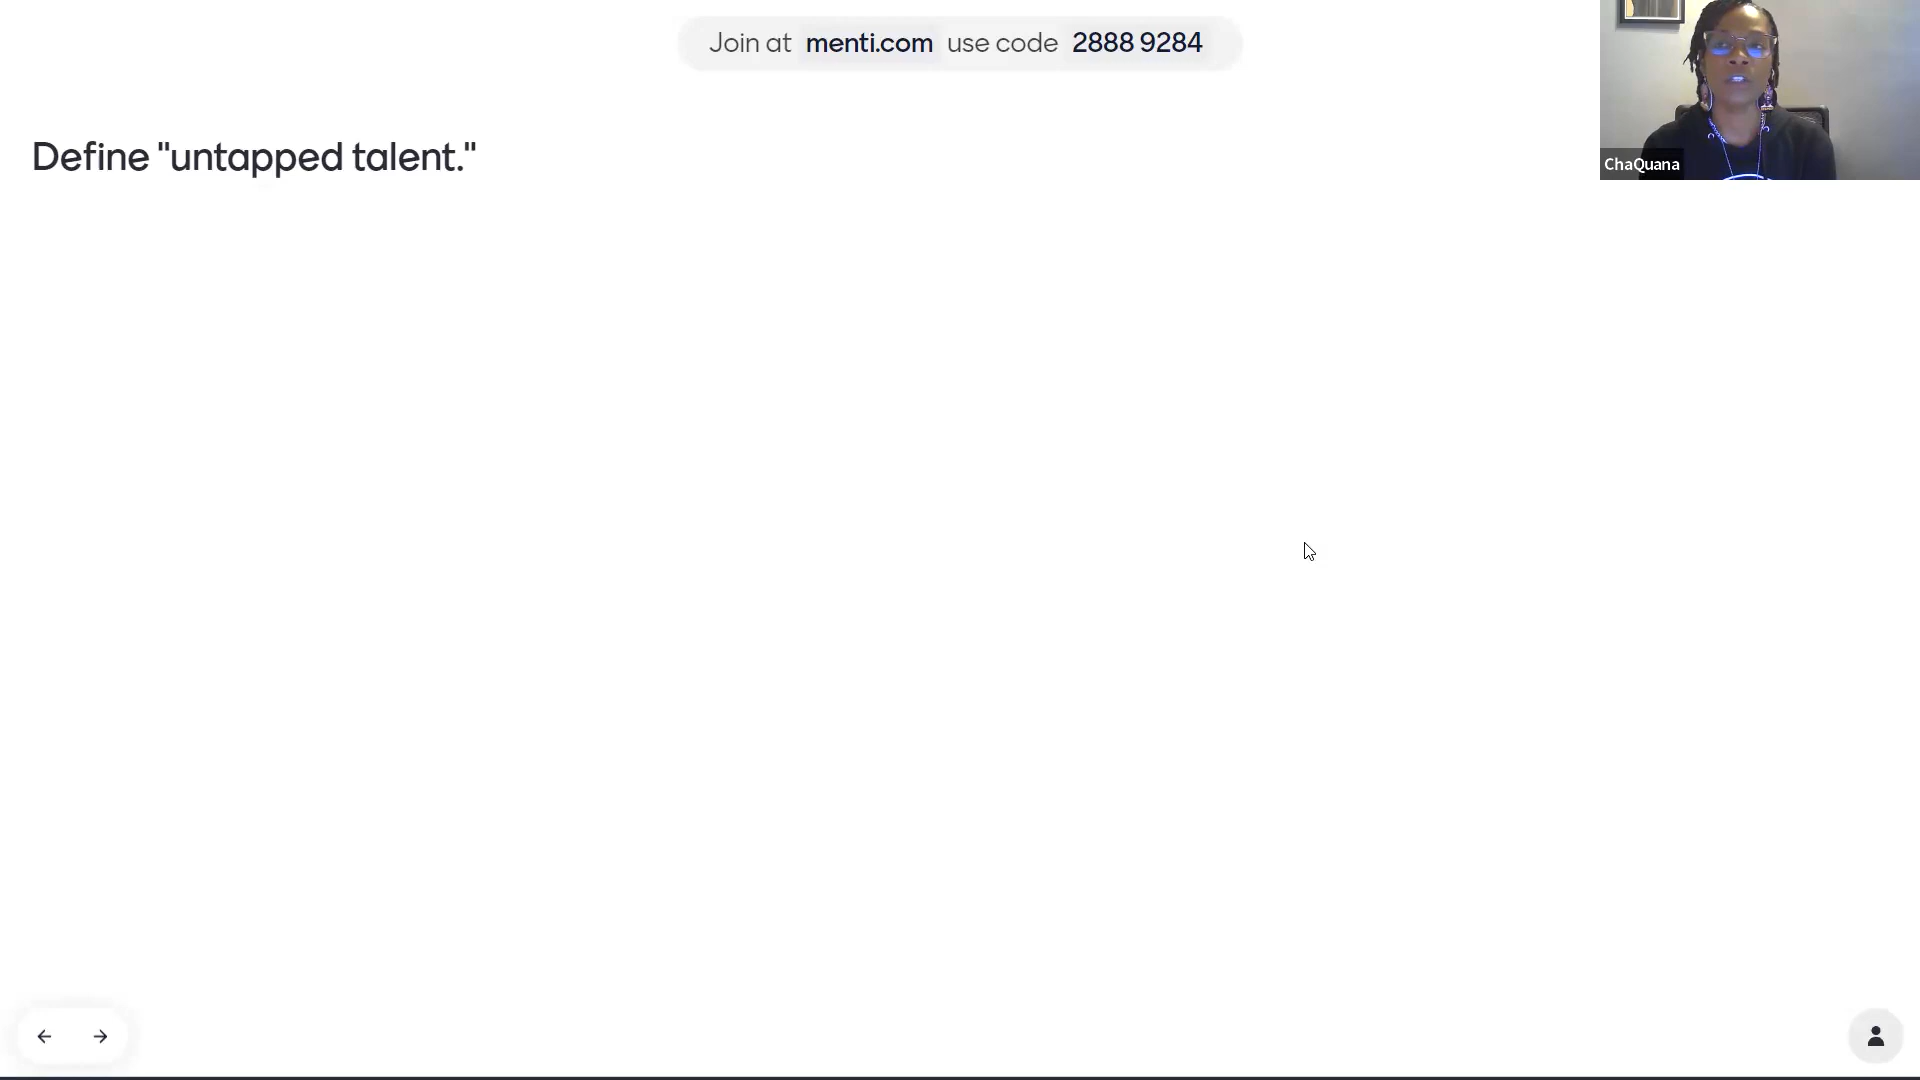 Join at menti.com use code 2888 9284
Define "untapped talent."
ChaQuana